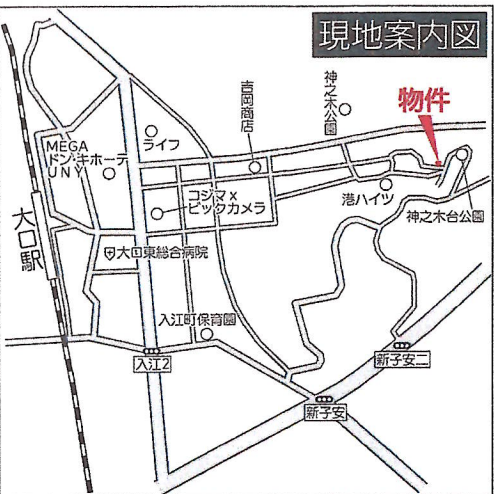 現地案内図
神之木公園
吉岡商店
物件
ライフ
MEGA
ドン・キホーテ
UNY
コジマ×
ビックカメラ
港ハイツ
神之木台公園
大口駅
大口東総合病院
入江町保育園
入江2
新子安二
新子安